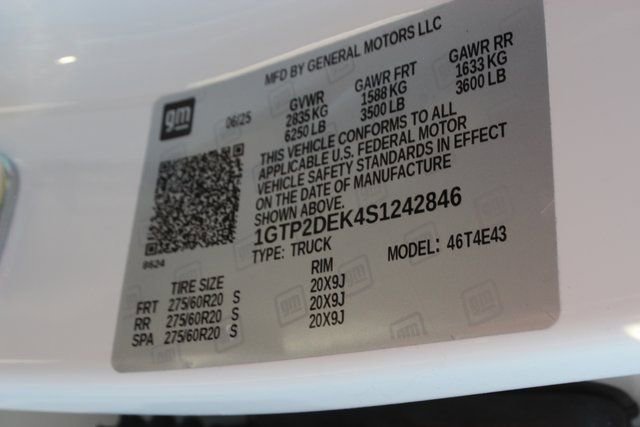 MFD BY GENERAL MOTORS LLC
gm 06/25 GVWR GAWR FRT GAWR RR
2835 KG 1588 KG 1633 KG
6250 LB 3500 LB 3600 LB
THIS VEHICLE CONFORMS TO ALL
APPLICABLE U.S. FEDERAL MOTOR
VEHICLE SAFETY STANDARDS IN EFFECT
ON THE DATE OF MANUFACTURE
SHOWN ABOVE.
1GTP2DEK4S1242846
8624 TYPE: TRUCK MODEL: 46T4E43
TIRE SIZE RIM
FRT 275/60R20 S 20X9J
RR 275/60R20 S 20X9J
SPA 275/60R20 S 20X9J